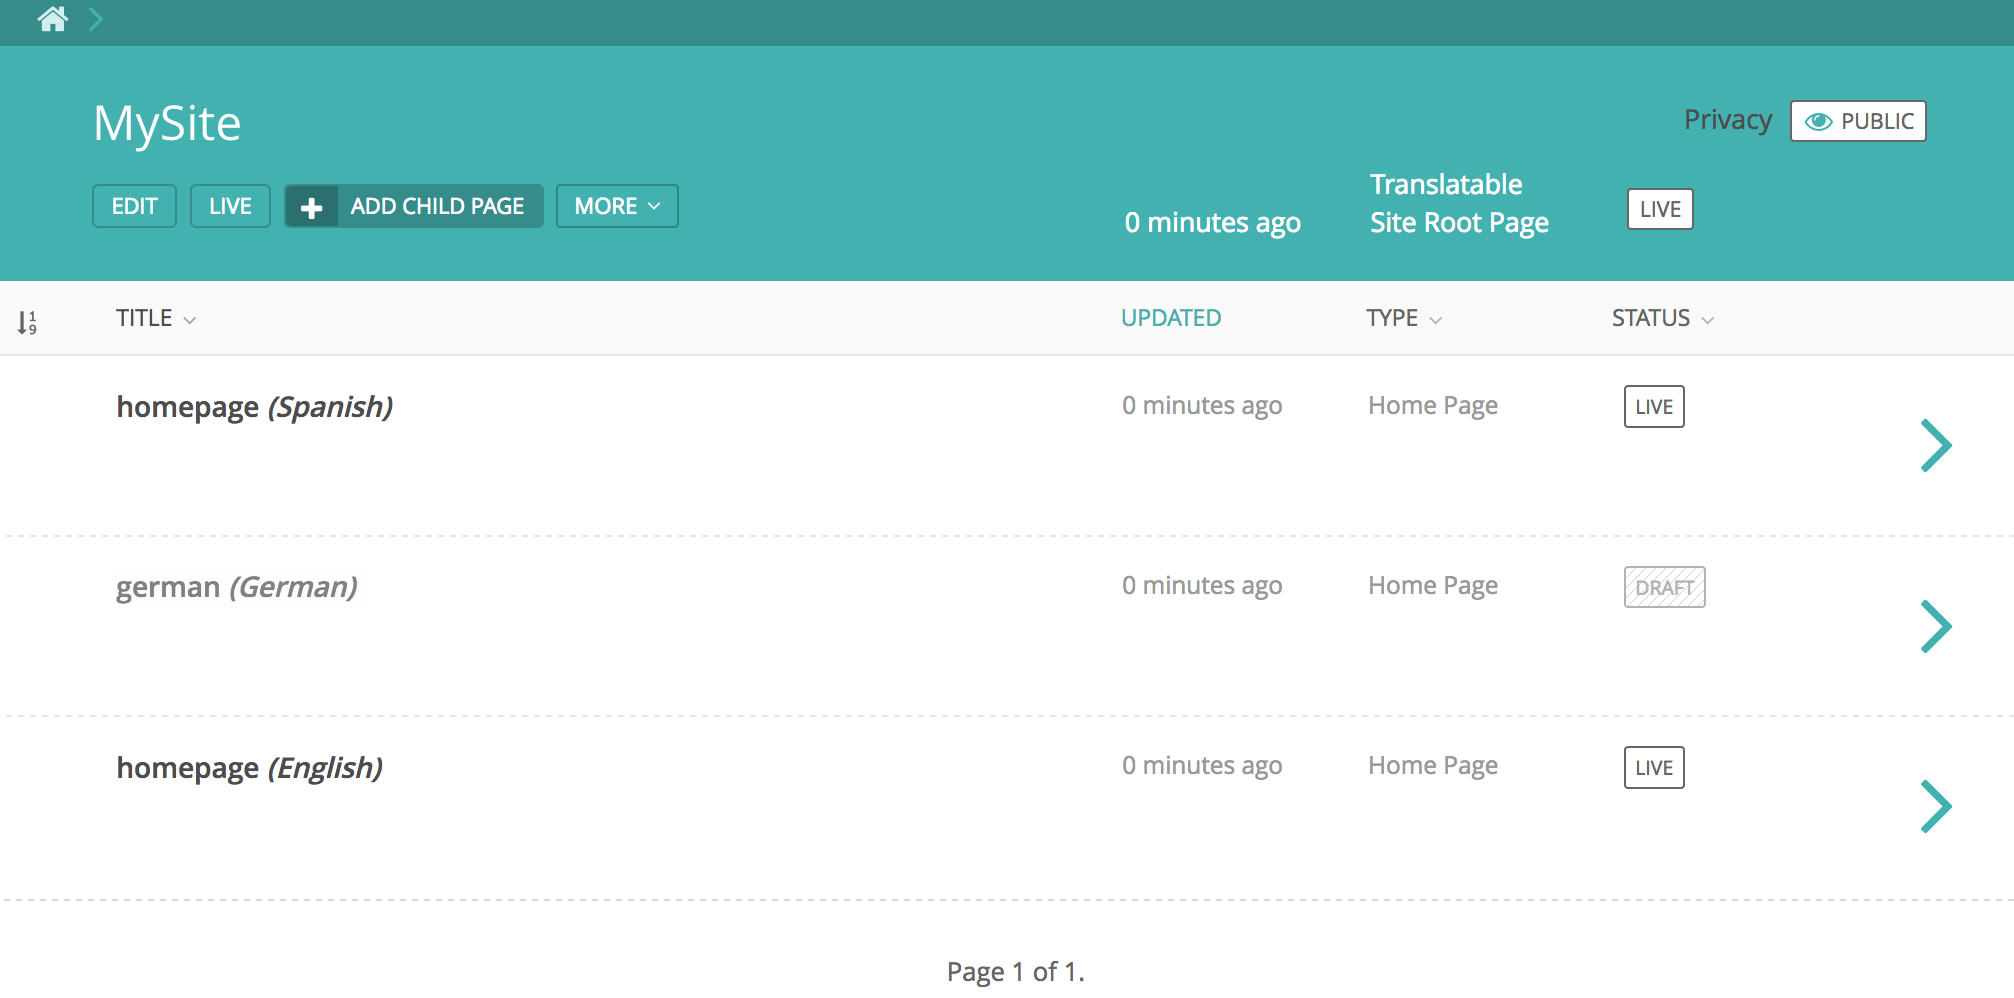 MySite
Privacy PUBLIC
EDIT LIVE ADD CHILD PAGE MORE
0 minutes ago
Translatable
Site Root Page
LIVE
1
9
TITLE UPDATED TYPE STATUS
homepage (Spanish) 0 minutes ago Home Page LIVE
german (German) 0 minutes ago Home Page DRAFT
homepage (English) 0 minutes ago Home Page LIVE
Page 1 of 1.